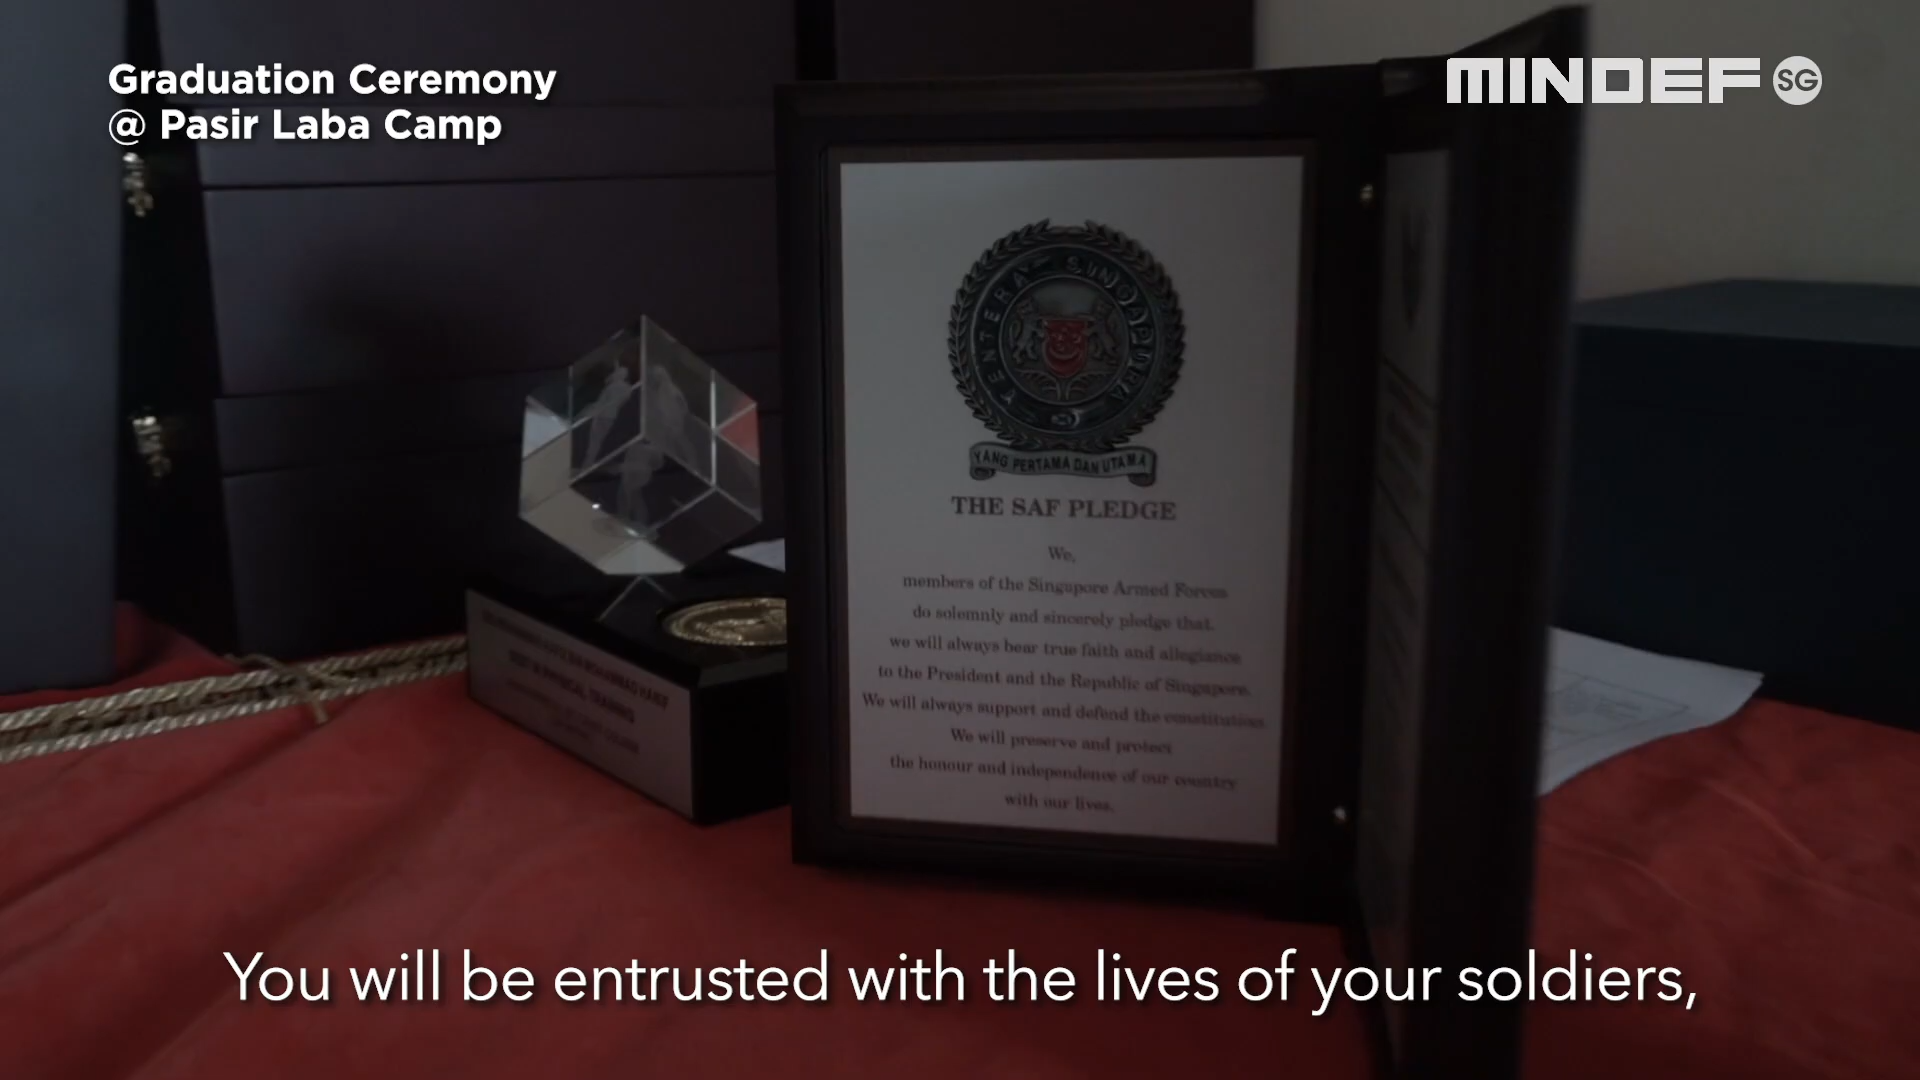 Graduation Ceremony
@ Pasir Laba Camp
MINDEF SG
TENTERA SINGAPURA
YANG PERTAMA DAN UTAMA
THE SAF PLEDGE
We,
members of the Singapore Armed Forces
do solemnly and sincerely pledge that
we will always bear true faith and allegiance
to the President and the Republic of Singapore.
We will always support and defend the constitution.
We will preserve and protect
the honour and independence of our country
with our lives.
BEST IN PHYSICAL TRAINING
You will be entrusted with the lives of your soldiers,